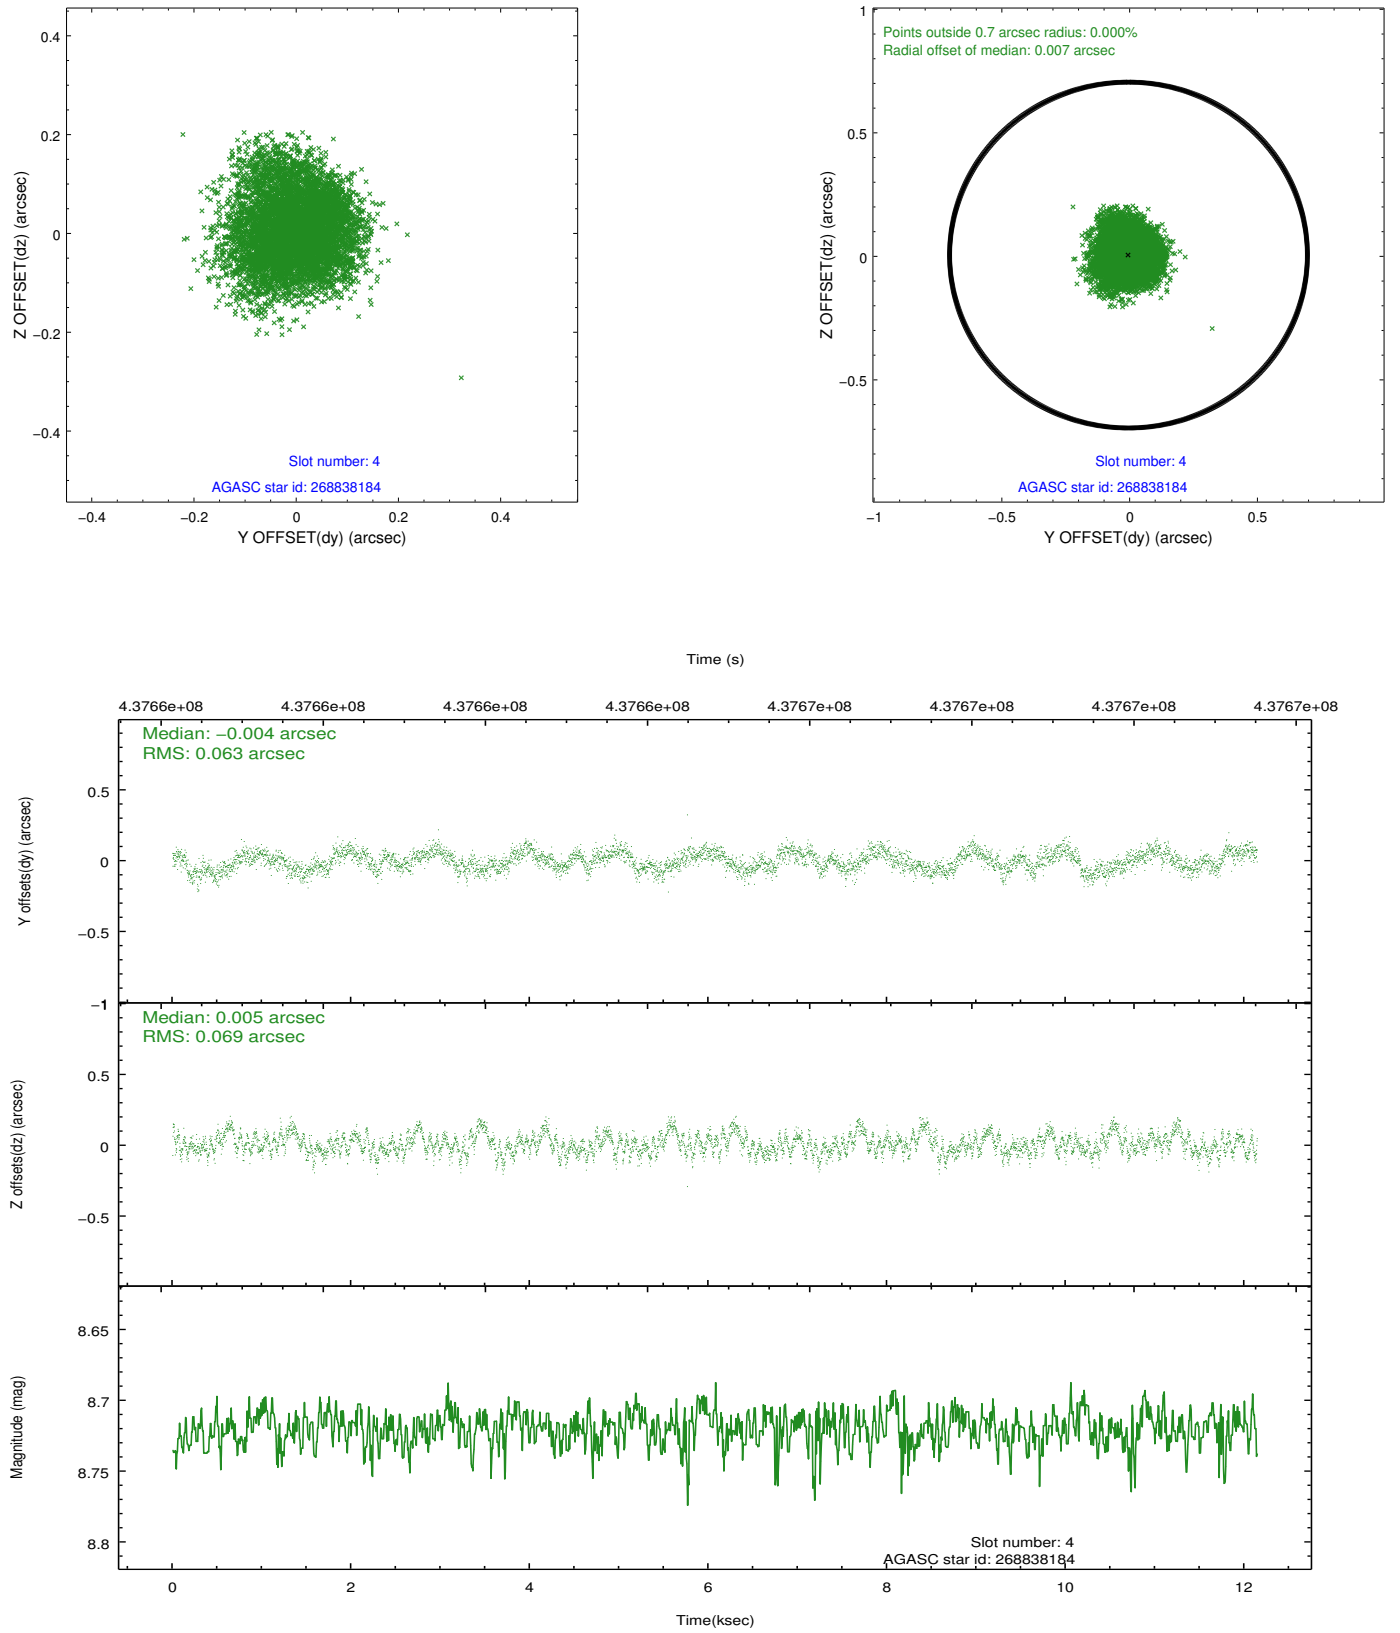 0.4
0.2
0
−0.2
−0.4
Z OFFSET(dz) (arcsec)
Slot number: 4
AGASC star id: 268838184
−0.4 −0.2 0 0.2 0.4
Y OFFSET(dy) (arcsec)
1
0.5
0
−0.5
Z OFFSET(dz) (arcsec)
Points outside 0.7 arcsec radius: 0.000%
Radial offset of median: 0.007 arcsec
Slot number: 4
AGASC star id: 268838184
−1 −0.5 0 0.5
Y OFFSET(dy) (arcsec)
Time (s)
4.3766e+08 4.3766e+08 4.3766e+08 4.3766e+08 4.3767e+08 4.3767e+08 4.3767e+08 4.3767e+08
Median: −0.004 arcsec
RMS: 0.063 arcsec
0.5
0
−0.5
−1
Y offsets(dy) (arcsec)
Median: 0.005 arcsec
RMS: 0.069 arcsec
0.5
0
−0.5
Z offsets(dz) (arcsec)
8.65
8.7
8.75
8.8
Magnitude (mag)
Slot number: 4
AGASC star id: 268838184
0 2 4 6 8 10 12
Time(ksec)